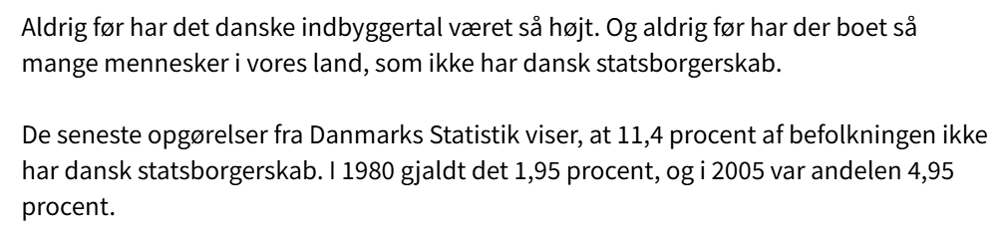 Aldrig før har det danske indbyggertal været så højt. Og aldrig før har der boet så
mange mennesker i vores land, som ikke har dansk statsborgerskab.
De seneste opgørelser fra Danmarks Statistik viser, at 11,4 procent af befolkningen ikke
har dansk statsborgerskab. I 1980 gjaldt det 1,95 procent, og i 2005 var andelen 4,95
procent.